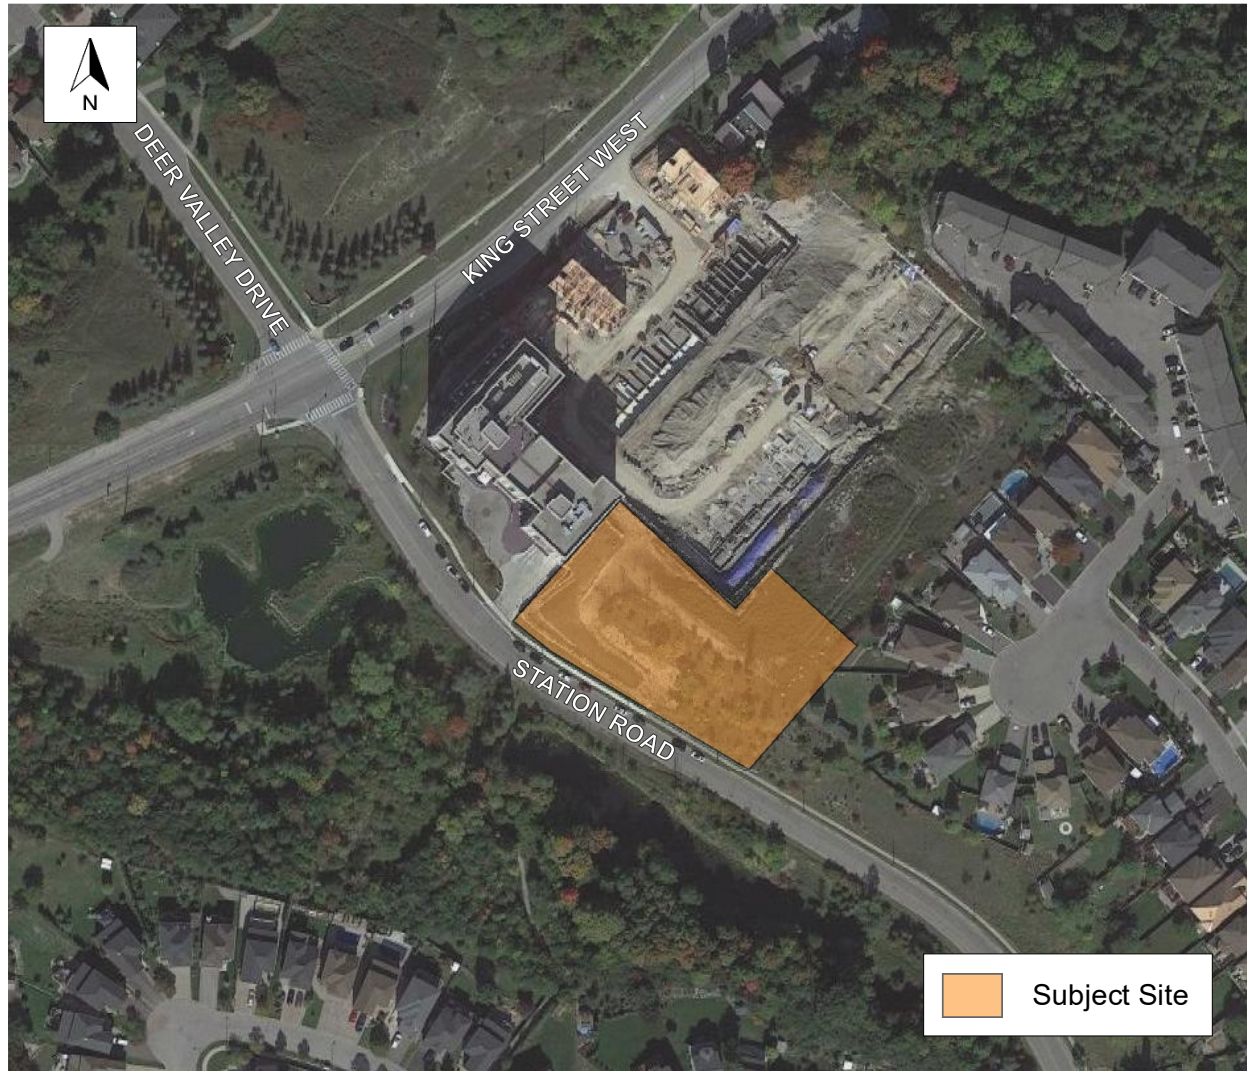 N
DEER VALLEY DRIVE
KING STREET WEST
STATION ROAD
Subject Site